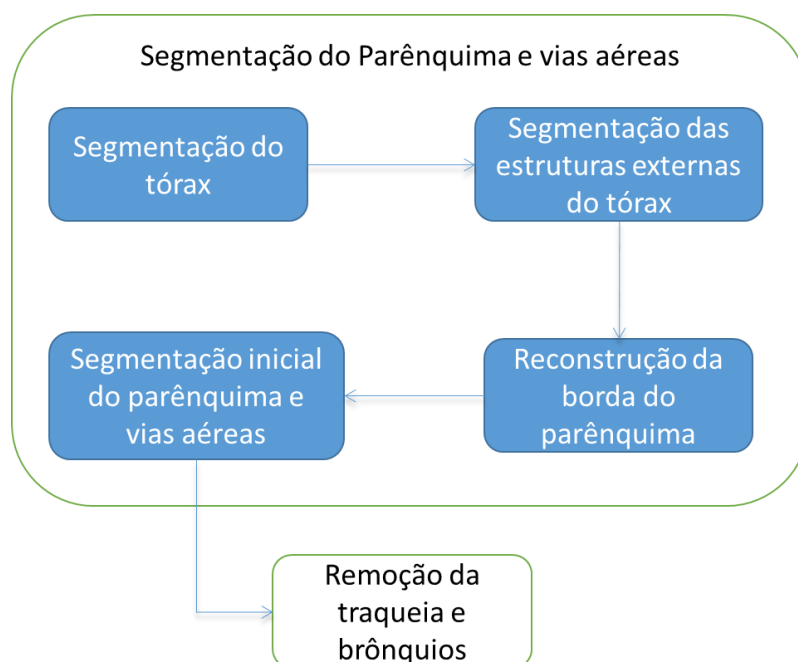 Segmentação do Parênquima e vias aéreas
Segmentação do
tórax
Segmentação das
estruturas externas
do tórax
Reconstrução da
borda do
parênquima
Segmentação inicial
do parênquima e
vias aéreas
Remoção da
traqueia e
brônquios